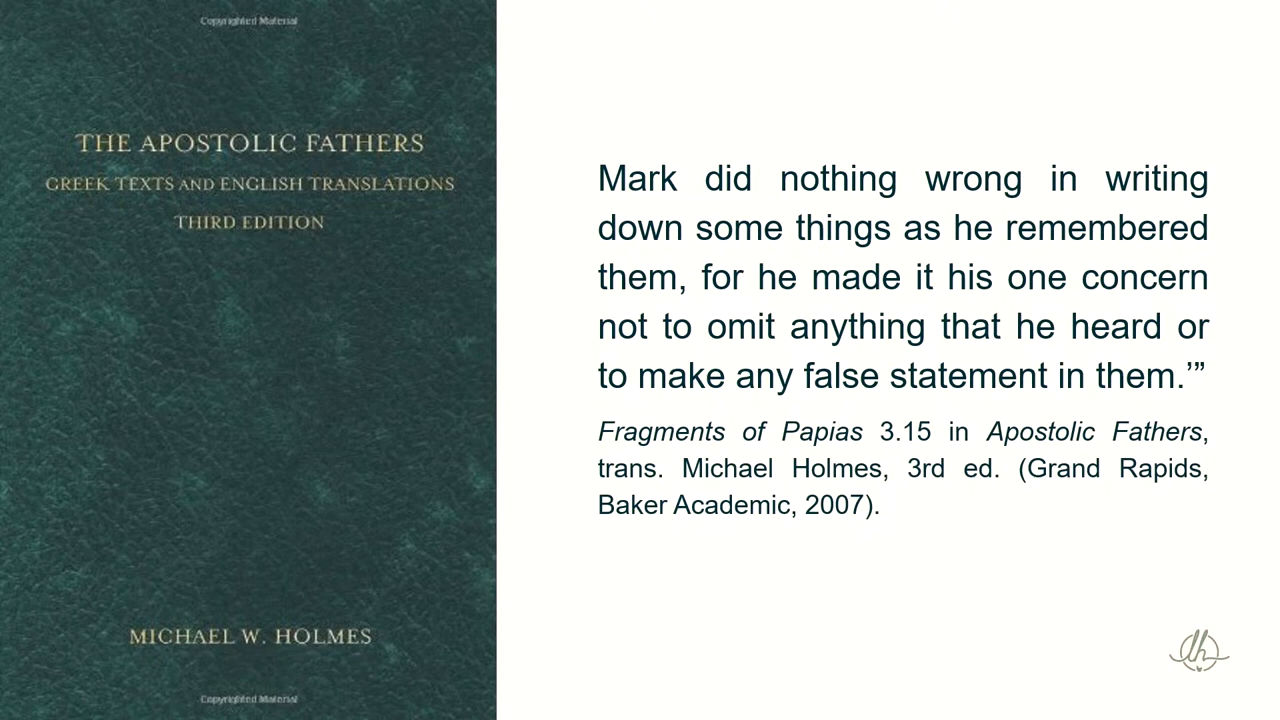 Copyrighted Material
THE APOSTOLIC FATHERS
GREEK TEXTS AND ENGLISH TRANSLATIONS
THIRD EDITION
MICHAEL W. HOLMES
Copyrighted Material
Mark did nothing wrong in writing
down some things as he remembered
them, for he made it his one concern
not to omit anything that he heard or
to make any false statement in them.’”
Fragments of Papias 3.15 in Apostolic Fathers,
trans. Michael Holmes, 3rd ed. (Grand Rapids,
Baker Academic, 2007).